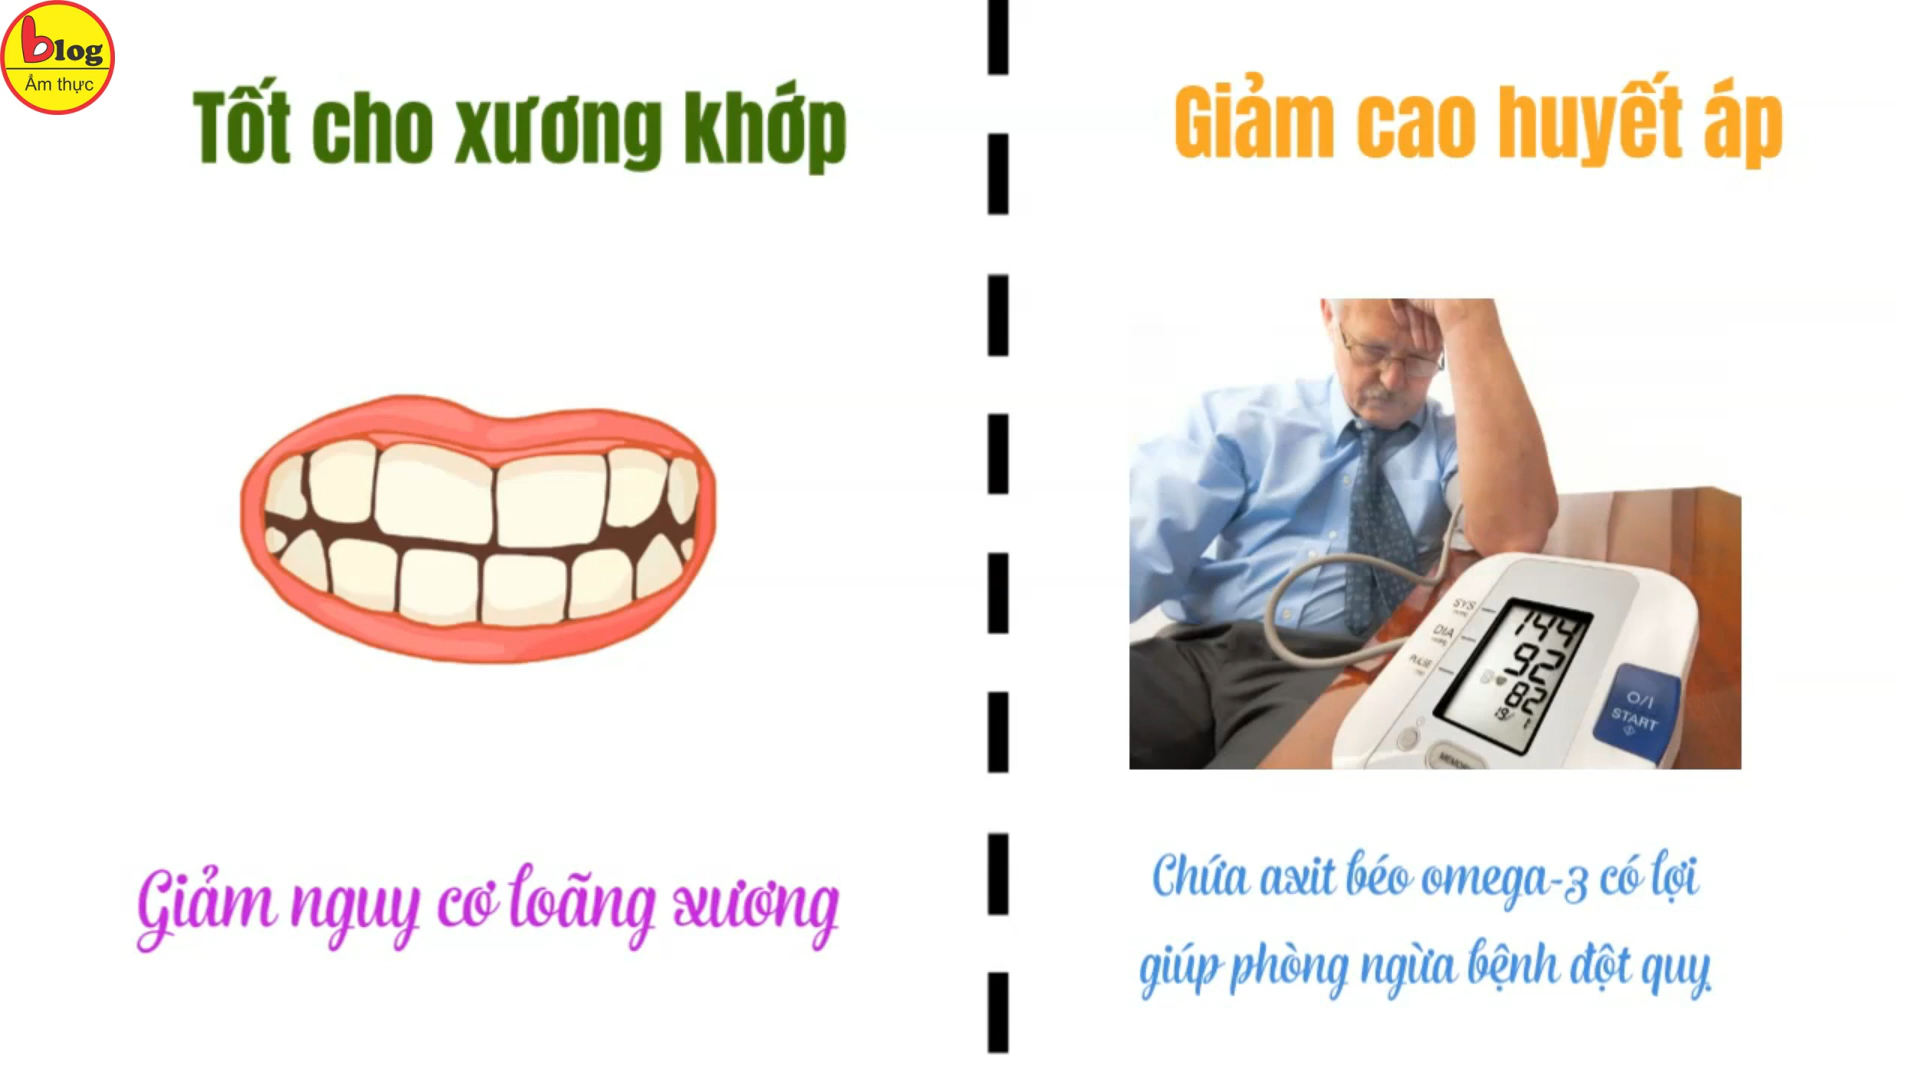 blog
Ẩm thực
Tốt cho xương khớp
Giảm nguy cơ loãng xương
Giảm cao huyết áp
SYS
DIA
PULSE
144
92
82
O/I
START
Chứa axit béo omega-3 có lợi
giúp phòng ngừa bệnh đột quỵ